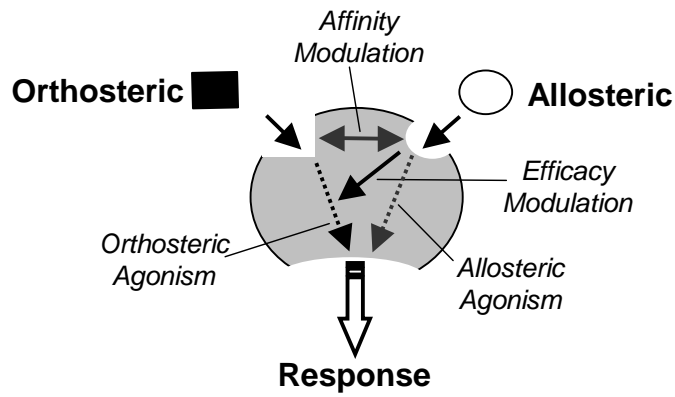 Affinity
Modulation
Orthosteric
Allosteric
Efficacy
Modulation
Orthosteric
Agonism
Allosteric
Agonism
Response